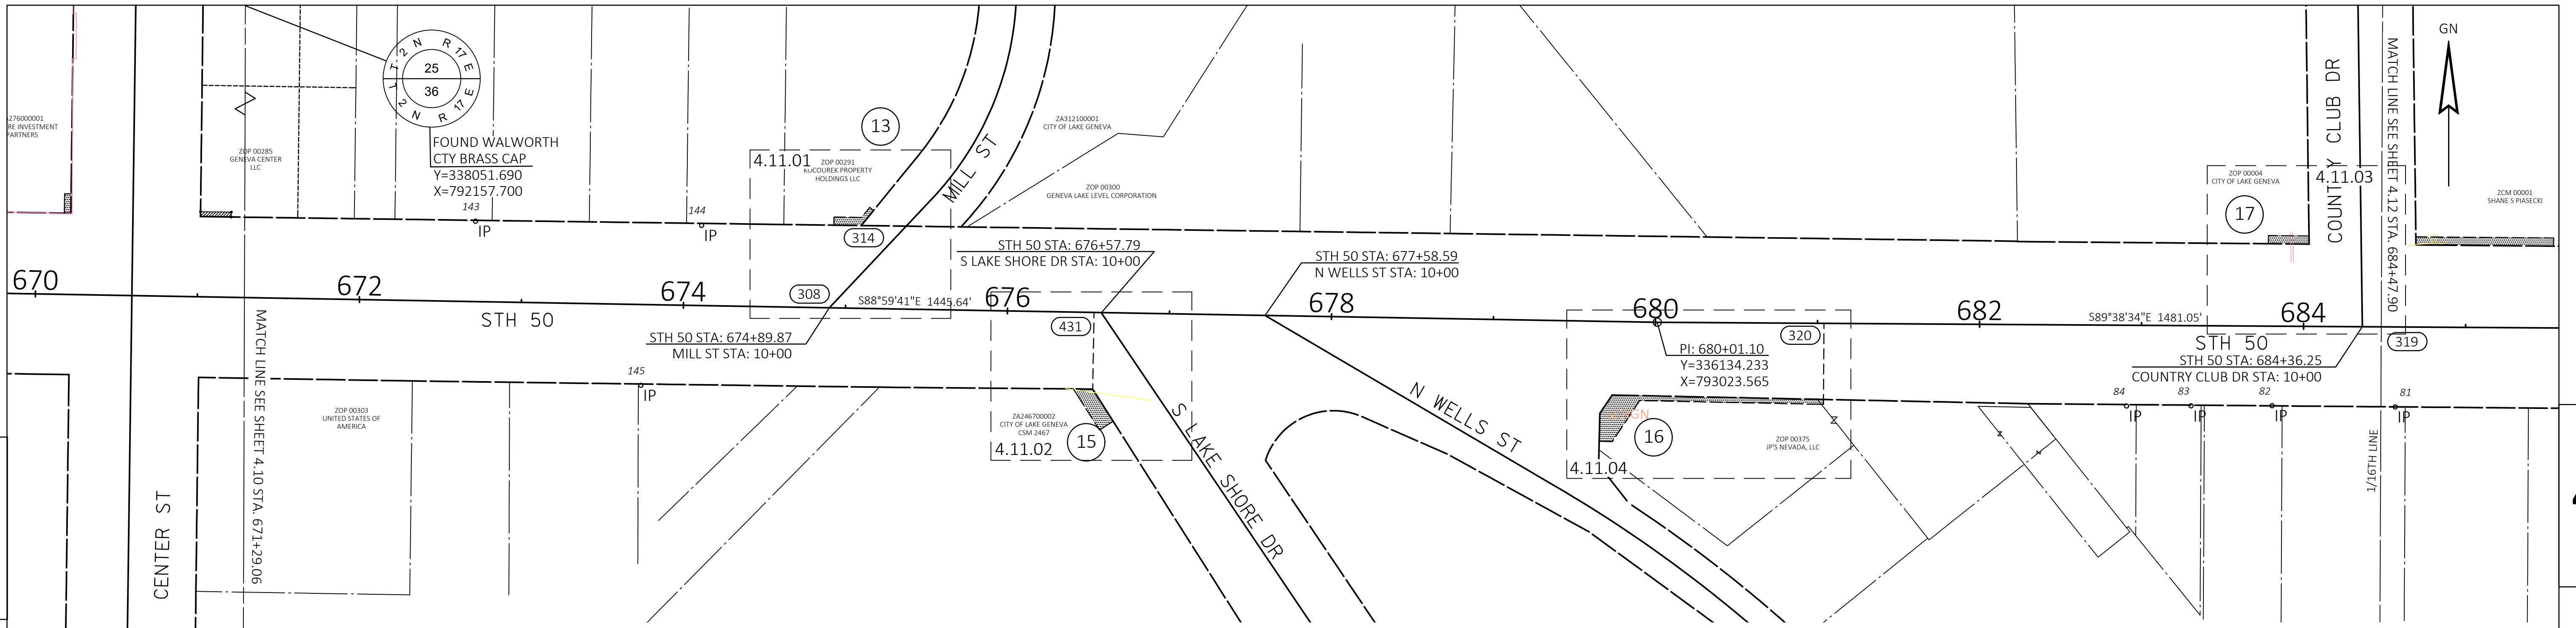 GN
.276000001
RE INVESTMENT
PARTNERS
ZOP 00285
GENEVA CENTER
LLC
T 2 N R 17 E
25
36
T 2 N R 17 E
FOUND WALWORTH
CTY BRASS CAP
Y=338051.690
X=792157.700
143
IP
144
IP
13
4.11.01
ZOP 00291
KOCOUREK PROPERTY
HOLDINGS LLC
314
MILL ST
ZA312100001
CITY OF LAKE GENEVA
ZOP 00300
GENEVA LAKE LEVEL CORPORATION
STH 50 STA: 676+57.79
S LAKE SHORE DR STA: 10+00
STH 50 STA: 677+58.59
N WELLS ST STA: 10+00
ZOP 00004
CITY OF LAKE GENEVA
17
4.11.03
COUNTY CLUB DR
MATCH LINE SEE SHEET 4.12 STA. 684+47.90
ZCM 00001
SHANE S PIASECKI
670
672
674
676
678
680
682
684
308
S88°59'41"E 1445.64'
S89°38'34"E 1481.05'
STH 50
STH 50
STH 50 STA: 674+89.87
MILL ST STA: 10+00
431
320
319
PI: 680+01.10
Y=336134.233
X=793023.565
STH 50 STA: 684+36.25
COUNTRY CLUB DR STA: 10+00
MATCH LINE SEE SHEET 4.10 STA. 671+29.06
CENTER ST
ZOP 00303
UNITED STATES OF
AMERICA
145
IP
ZA246700002
CITY OF LAKE GENEVA
CSM 2467
4.11.02
15
S LAKE SHORE DR
N WELLS ST
16
4.11.04
ZOP 00375
JP'S NEVADA, LLC
84
IP
83
IP
82
IP
81
IP
1/16TH LINE